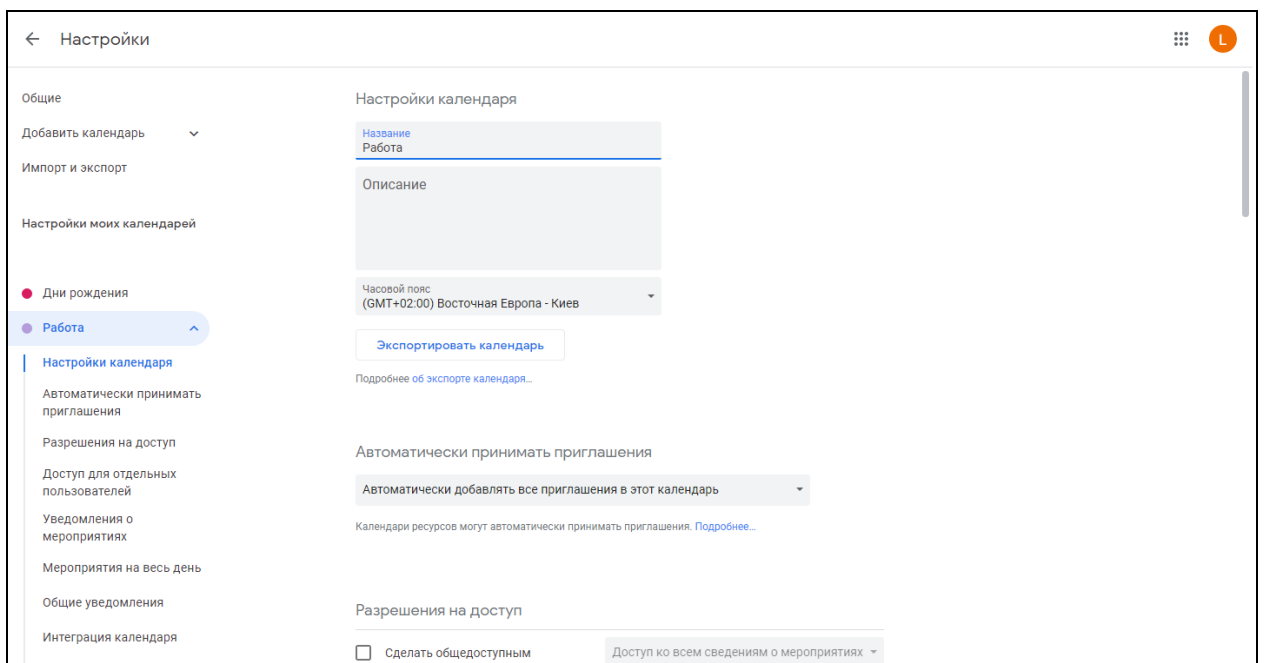 Настройки
L
Общие
Добавить календарь
Импорт и экспорт
Настройки моих календарей
Дни рождения
Работа
Настройки календаря
Автоматически принимать
приглашения
Разрешения на доступ
Доступ для отдельных
пользователей
Уведомления о
мероприятиях
Мероприятия на весь день
Общие уведомления
Интеграция календаря
Настройки календаря
Название
Работа
Описание
Часовой пояс
(GMT+02:00) Восточная Европа - Киев
Экспортировать календарь
Подробнее об экспорте календаря…
Автоматически принимать приглашения
Автоматически добавлять все приглашения в этот календарь
Календари ресурсов могут автоматически принимать приглашения. Подробнее…
Разрешения на доступ
Сделать общедоступным
Доступ ко всем сведениям о мероприятиях